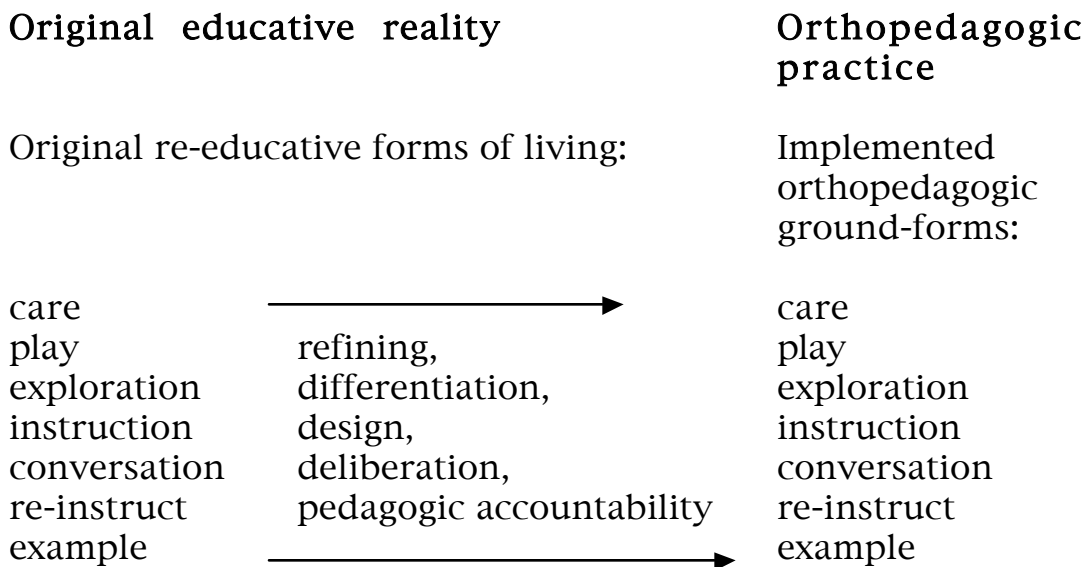 Original educative reality Orthopedagogic
practice
Original re-educative forms of living: Implemented
orthopedagogic
ground-forms:
care care
play refining, play
exploration differentiation, exploration
instruction design, instruction
conversation deliberation, conversation
re-instruct pedagogic accountability re-instruct
example example